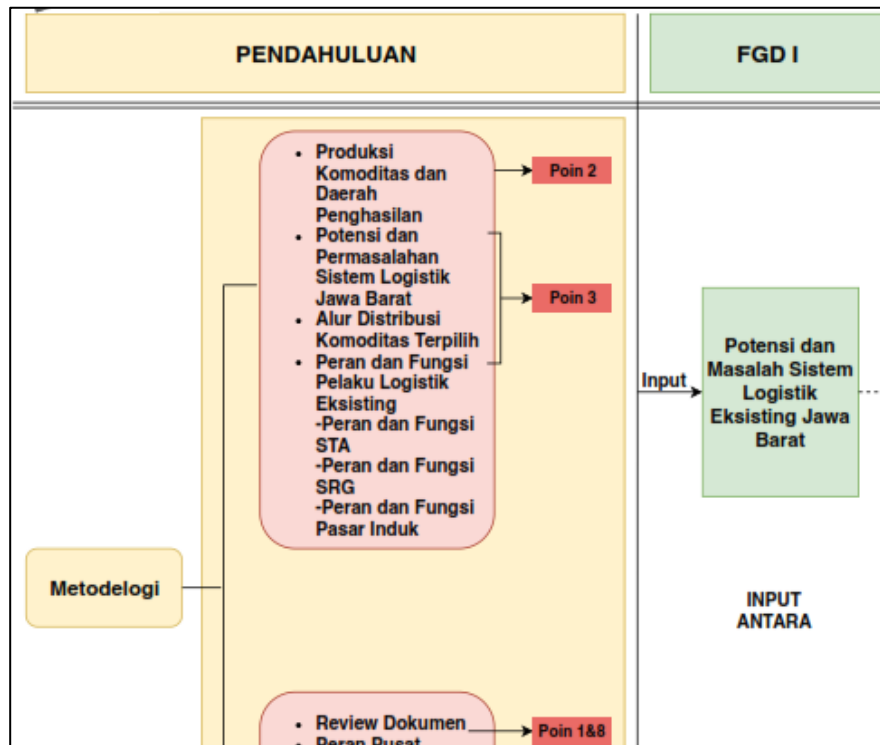 PENDAHULUAN
FGD I
• Produksi
Komoditas dan
Daerah
Penghasilan
• Potensi dan
Permasalahan
Sistem Logistik
Jawa Barat
• Alur Distribusi
Komoditas Terpilih
• Peran dan Fungsi
Pelaku Logistik
Eksisting
-Peran dan Fungsi
STA
-Peran dan Fungsi
SRG
-Peran dan Fungsi
Pasar Induk
Poin 2
Poin 3
Input
Potensi dan
Masalah Sistem
Logistik
Eksisting Jawa
Barat
Metodelogi
INPUT
ANTARA
• Review Dokumen
• Peran Pusat
Poin 1&8